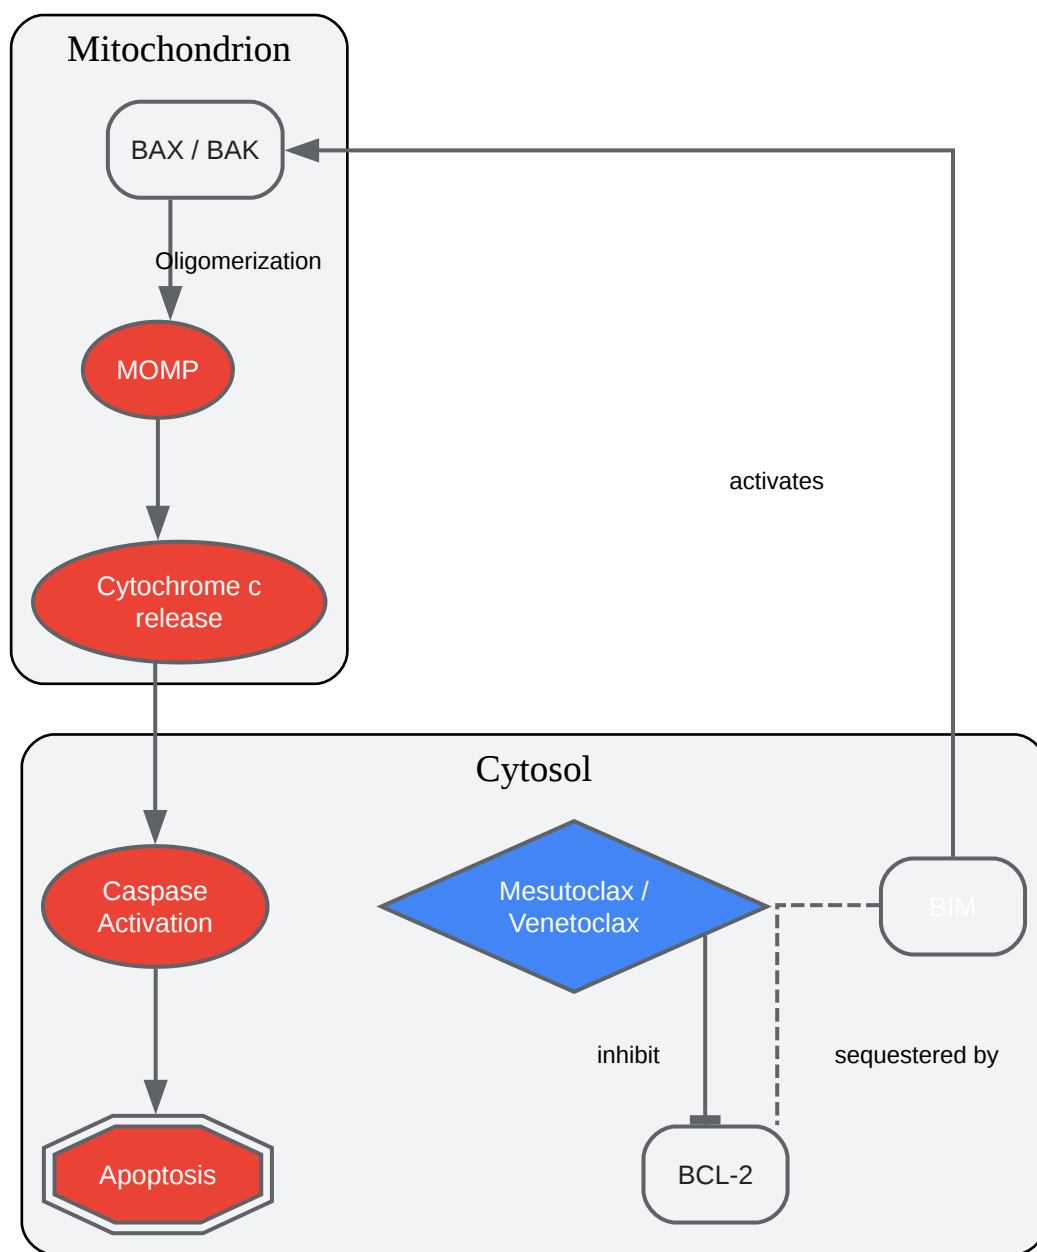 Mitochondrion
BAX / BAK
Oligomerization
MOMP
activates
Cytochrome c
release
Cytosol
Caspase
Activation
Mesutoclax /
Venetoclax
BIM
inhibit
sequestered by
Apoptosis
BCL-2